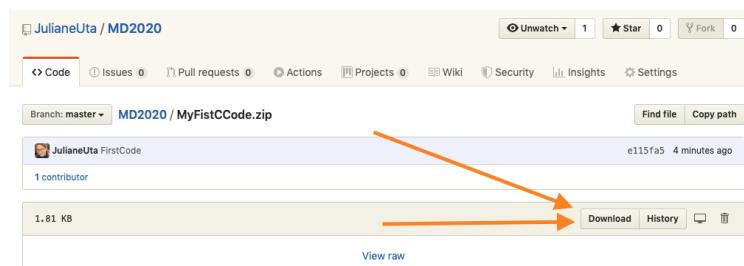 JulianeUta / MD2020 Unwatch 1 Star 0 Fork 0
Code Issues 0 Pull requests 0 Actions Projects 0 Wiki Security Insights Settings
Branch: master MD2020 / MyFistCCode.zip Find file Copy path
JulianeUta FirstCode e115fa5 4 minutes ago
1 contributor
1.81 KB Download History
View raw